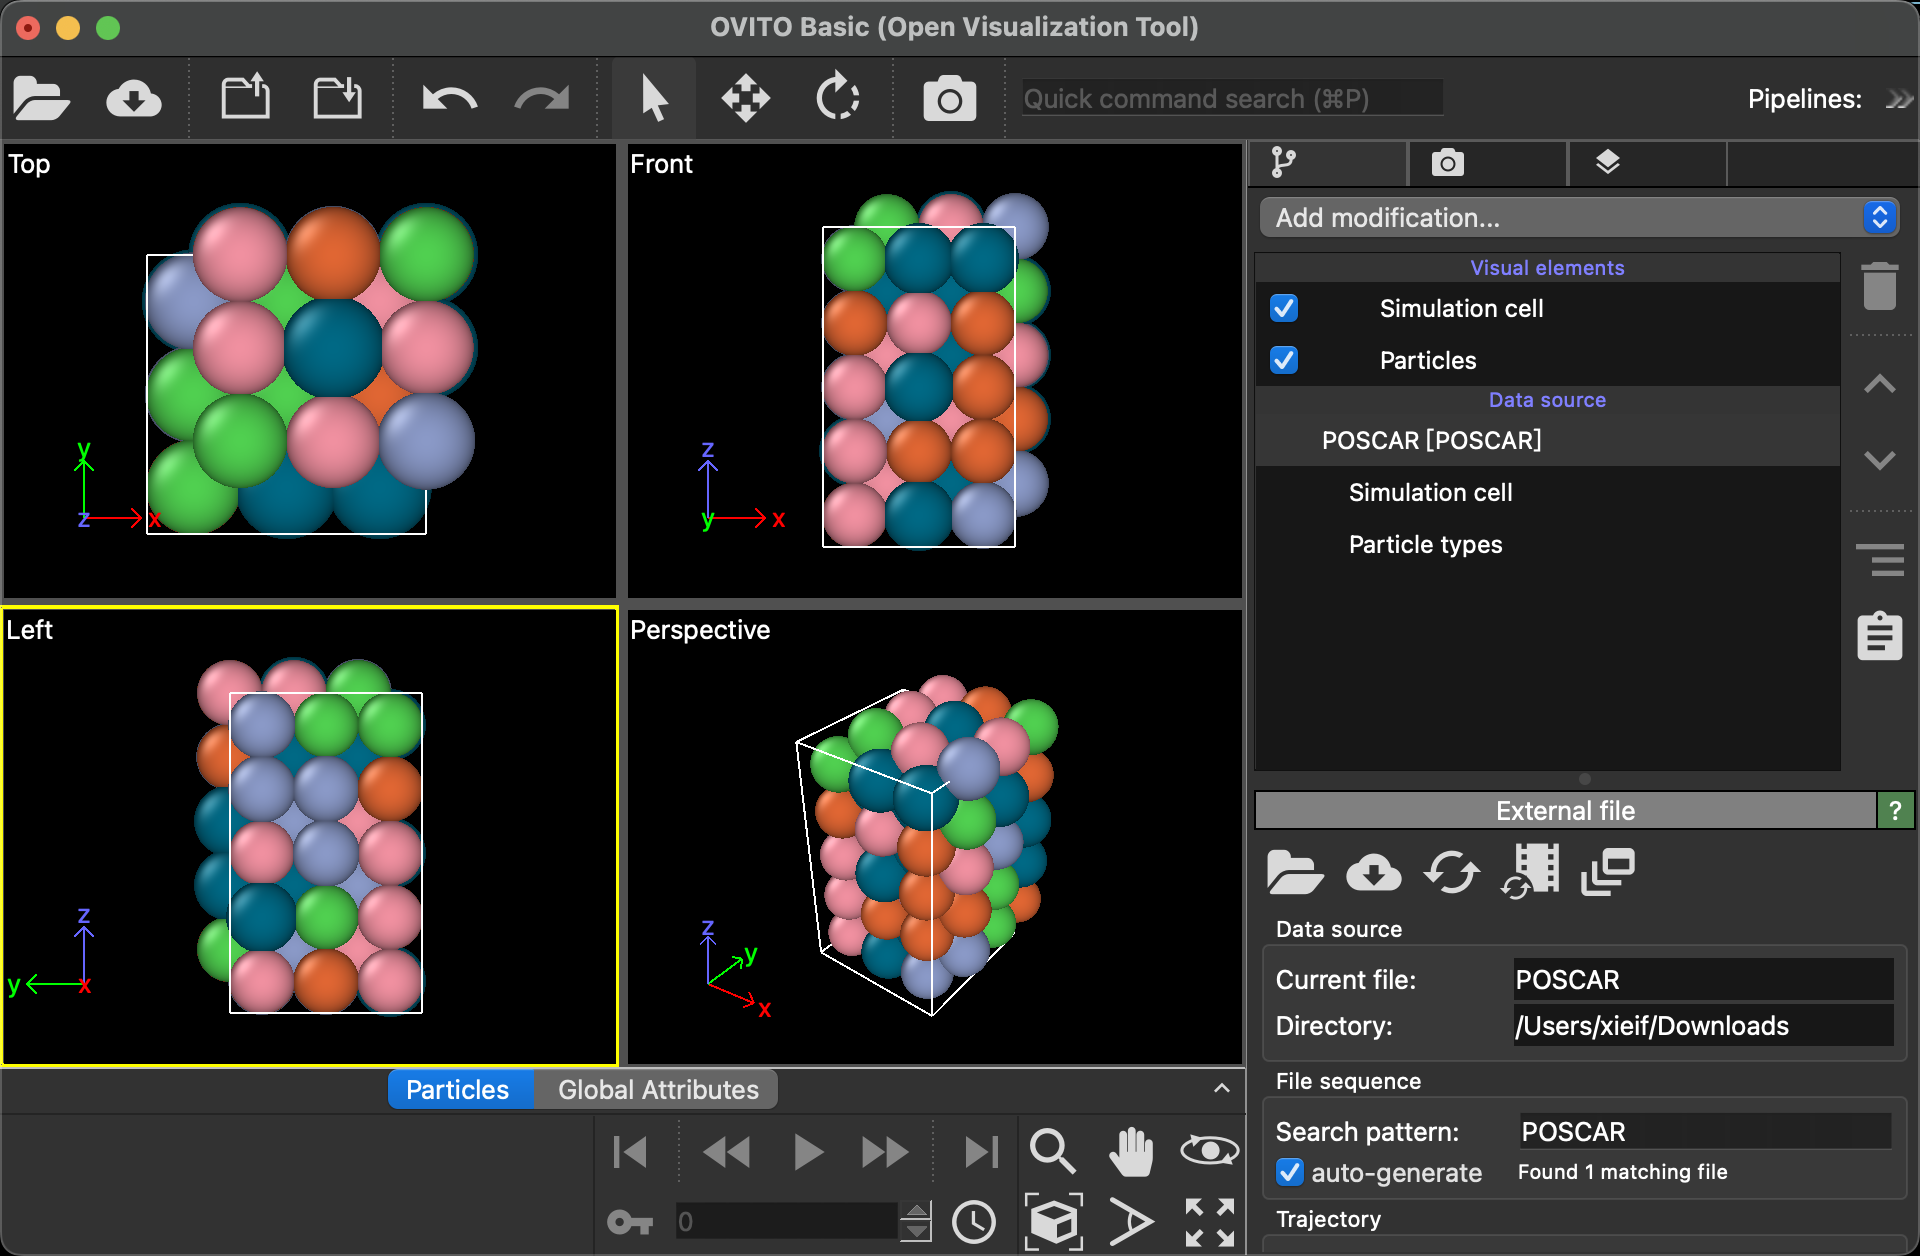 OVITO Basic (Open Visualization Tool)
Quick command search (⌘P)
Pipelines:
Top
Front
Add modification...
Visual elements
Simulation cell
Particles
Data source
POSCAR [POSCAR]
Simulation cell
Particle types
y
z
x
z
y
x
Left
Perspective
z
y
x
z
y
x
External file
?
Data source
Current file:
POSCAR
Directory:
/Users/xieif/Downloads
File sequence
Search pattern:
POSCAR
auto-generate
Found 1 matching file
Trajectory
Particles
Global Attributes
0